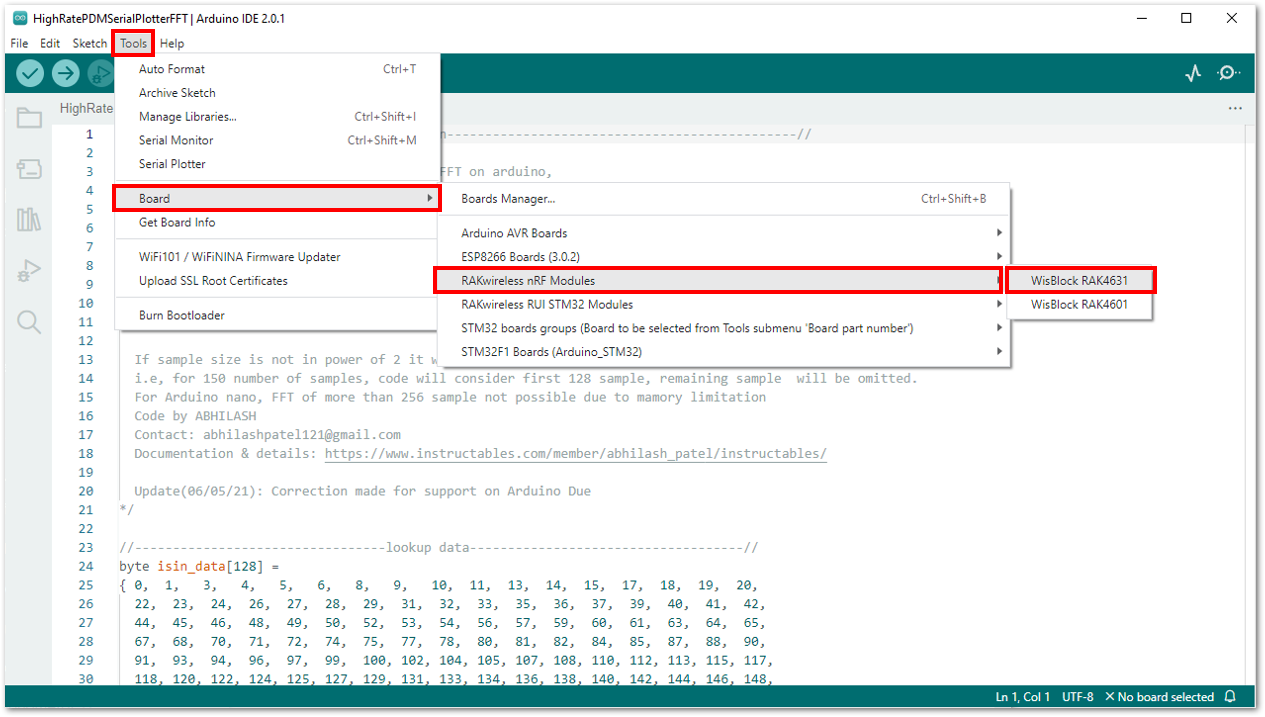 HighRatePDMSerialPlotterFFT | Arduino IDE 2.0.1
File Edit Sketch Tools Help
HighRate
Auto Format Ctrl+T
Archive Sketch
Manage Libraries... Ctrl+Shift+I
Serial Monitor Ctrl+Shift+M
Serial Plotter
Board
Get Board Info
WiFi101 / WiFiNINA Firmware Updater
Upload SSL Root Certificates
Burn Bootloader
Boards Manager... Ctrl+Shift+B
Arduino AVR Boards
ESP8266 Boards (3.0.2)
RAKwireless nRF Modules
RAKwireless RUI STM32 Modules
STM32 boards groups (Board to be selected from Tools submenu 'Board part number')
STM32F1 Boards (Arduino_STM32)
WisBlock RAK4631
WisBlock RAK4601
1 ----------------------------------------------//
2
3 FFT on arduino,
4
5
6
7
8
9
10
11
12
13 If sample size is not in power of 2 it
14 i.e, for 150 number of samples, code will consider first 128 sample, remaining sample  will be omitted.
15 For Arduino nano, FFT of more than 256 sample not possible due to mamory limitation
16 Code by ABHILASH
17 Contact: abhilashpatel121@gmail.com
18 Documentation & details: https://www.instructables.com/member/abhilash_patel/instructables/
19
20 Update(06/05/21): Correction made for support on Arduino Due
21 */
22
23 //---------------------------------lookup data------------------------------------//
24 byte isin_data[128] =
25 { 0, 1, 3, 4, 5, 6, 8, 9, 10, 11, 13, 14, 15, 17, 18, 19, 20,
26 22, 23, 24, 26, 27, 28, 29, 31, 32, 33, 35, 36, 37, 39, 40, 41, 42,
27 44, 45, 46, 48, 49, 50, 52, 53, 54, 56, 57, 59, 60, 61, 63, 64, 65,
28 67, 68, 70, 71, 72, 74, 75, 77, 78, 80, 81, 82, 84, 85, 87, 88, 90,
29 91, 93, 94, 96, 97, 99, 100, 102, 104, 105, 107, 108, 110, 112, 113, 115, 117,
30 118, 120, 122, 124, 125, 127, 129, 131, 133, 134, 136, 138, 140, 142, 144, 146, 148,
Ln 1, Col 1 UTF-8 No board selected